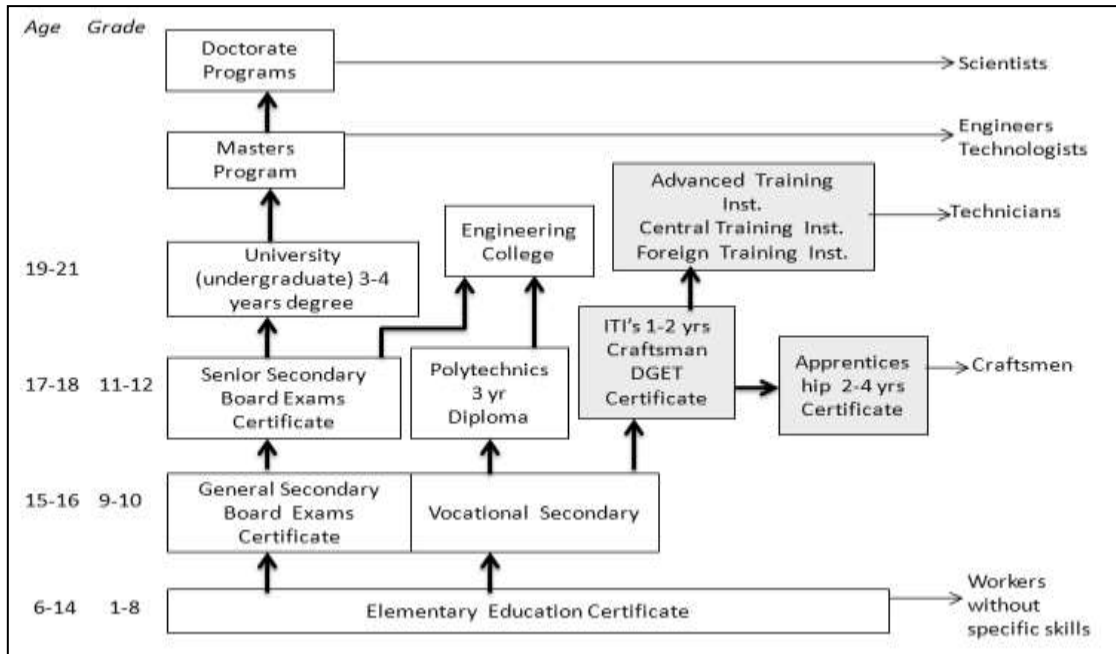 Age Grade
Doctorate
Programs
Scientists
Masters
Program
Engineers
Technologists
Advanced Training
Inst.
Central Training Inst.
Foreign Training Inst.
Technicians
Engineering
College
19-21
University
(undergraduate) 3-4
years degree
17-18 11-12
Senior Secondary
Board Exams
Certificate
Polytechnics
3 yr
Diploma
ITI's 1-2 yrs
Craftsman
DGET
Certificate
Apprentices
hip 2-4 yrs
Certificate
Craftsmen
15-16 9-10
General Secondary
Board Exams
Certificate
Vocational Secondary
6-14 1-8
Elementary Education Certificate
Workers
without
specific skills